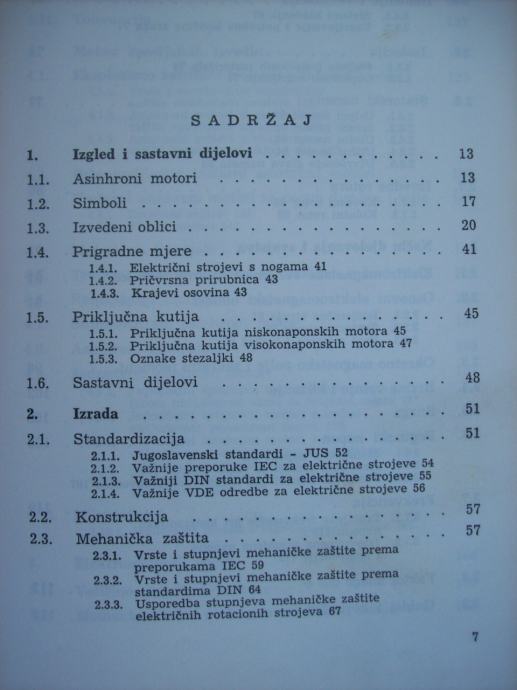 SADRŽAJ
1. Izgled i sastavni dijelovi . . . . . . . . . . . . . 13
1.1. Asinhroni motori . . . . . . . . . . . . . . . 13
1.2. Simboli . . . . . . . . . . . . . . . . . . 17
1.3. Izvedeni oblici . . . . . . . . . . . . . . . 20
1.4. Prigradne mjere . . . . . . . . . . . . . . . 41
1.4.1. Električni strojevi s nogama 41
1.4.2. Pričvrsna prirubnica 43
1.4.3. Krajevi osovina 43
1.5. Priključna kutija . . . . . . . . . . . . . . . 45
1.5.1. Priključna kutija niskonaponskih motora 45
1.5.2. Priključna kutija visokonaponskih motora 47
1.5.3. Oznake stezaljki 48
1.6. Sastavni dijelovi . . . . . . . . . . . . . . . 48
2. Izrada . . . . . . . . . . . . . . . . . . 51
2.1. Standardizacija . . . . . . . . . . . . . . . 51
2.1.1. Jugoslavenski standardi - JUS 52
2.1.2. Važnije preporuke IEC za električne strojeve 54
2.1.3. Važniji DIN standardi za električne strojeve 55
2.1.4. Važnije VDE odredbe za električne strojeve 56
2.2. Konstrukcija . . . . . . . . . . . . . . . . 57
2.3. Mehanička zaštita . . . . . . . . . . . . . . 57
2.3.1. Vrste i stupnjevi mehaničke zaštite prema
preporukama IEC 59
2.3.2. Vrste i stupnjevi mehaničke zaštite prema
standardima DIN 64
2.3.3. Usporedba stupnjeva mehaničke zaštite
električnih rotacionih strojeva 67
7